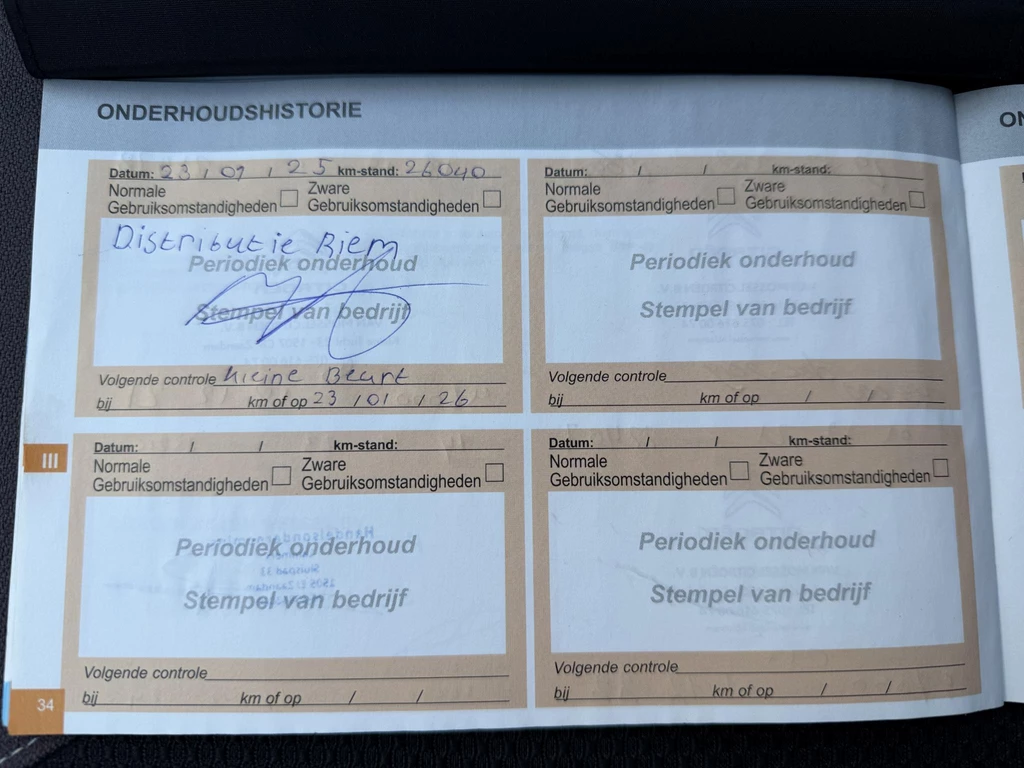 ONDERHOUDSHISTORIE
Datum: 23 / 09 / 25 km-stand: 26040
Normale Gebruiksomstandigheden
Zware Gebruiksomstandigheden
Distributie Riem
Periodiek onderhoud
Stempel van bedrijf
Volgende controle Kleine Beurt
bij km of op 23 / 01 / 26
Datum: / / km-stand:
Normale Gebruiksomstandigheden
Zware Gebruiksomstandigheden
Periodiek onderhoud
Stempel van bedrijf
Volgende controle
bij km of op / /
III
Datum: / / km-stand:
Normale Gebruiksomstandigheden
Zware Gebruiksomstandigheden
Periodiek onderhoud
Stempel van bedrijf
Volgende controle
bij km of op / /
Datum: / / km-stand:
Normale Gebruiksomstandigheden
Zware Gebruiksomstandigheden
Periodiek onderhoud
Stempel van bedrijf
Volgende controle
bij km of op / /
34